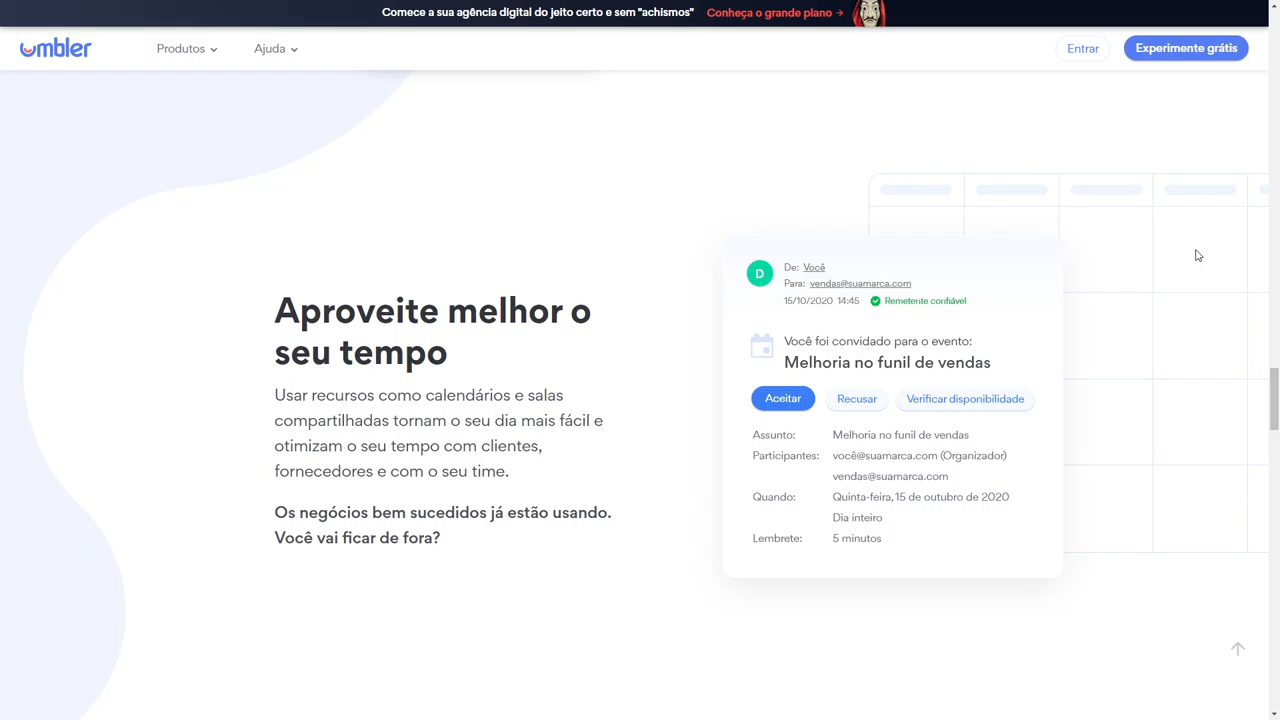 Comece a sua agência digital do jeito certo e sem "achismos" Conheça o grande plano →
umbler Produtos Ajuda Entrar Experimente grátis
Aproveite melhor o
seu tempo
Usar recursos como calendários e salas
compartilhadas tornam o seu dia mais fácil e
otimizam o seu tempo com clientes,
fornecedores e com o seu time.
Os negócios bem sucedidos já estão usando.
Você vai ficar de fora?
D
De: Você
Para: vendas@suamarca.com
15/10/2020 14:45 Remetente confiável
Você foi convidado para o evento:
Melhoria no funil de vendas
Aceitar Recusar Verificar disponibilidade
Assunto: Melhoria no funil de vendas
Participantes: você@suamarca.com (Organizador)
vendas@suamarca.com
Quando: Quinta-feira, 15 de outubro de 2020
Dia inteiro
Lembrete: 5 minutos